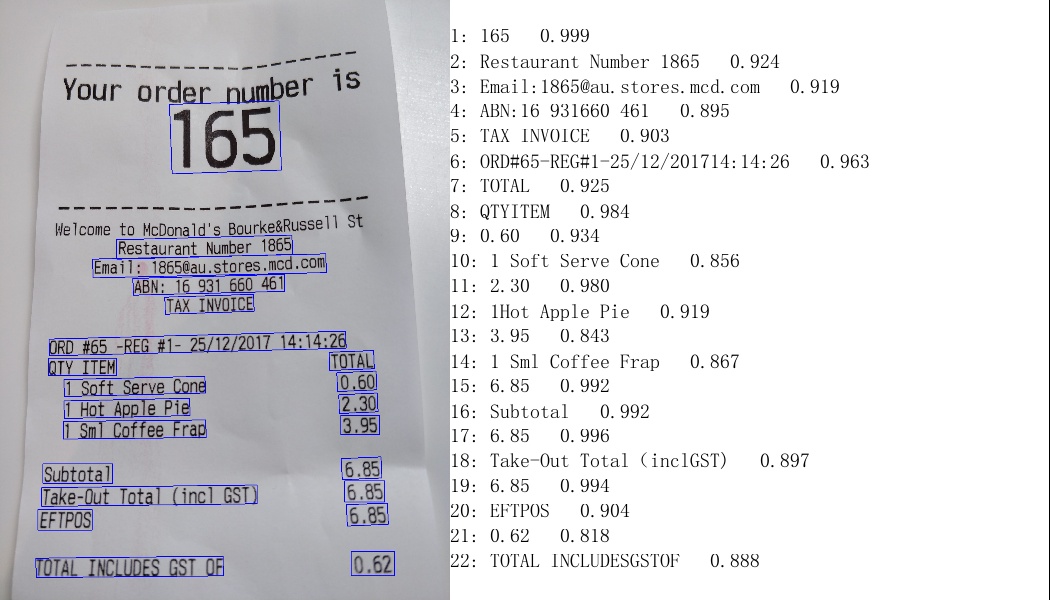 Your order number is
165
Welcome to McDonald's Bourke&Russell St
Restaurant Number 1865
Email: 1865@au.stores.mcd.com
ABN: 16 931 660 461
TAX INVOICE
ORD #65 -REG #1- 25/12/2017 14:14:26
QTY ITEM TOTAL
1 Soft Serve Cone 0.60
1 Hot Apple Pie 2.30
1 Sml Coffee Frap 3.95
Subtotal 6.85
Take-Out Total (incl GST) 6.85
EFTPOS 6.85
TOTAL INCLUDES GST OF 0.62
1: 165 0.999
2: Restaurant Number 1865 0.924
3: Email:1865@au.stores.mcd.com 0.919
4: ABN:16 931660 461 0.895
5: TAX INVOICE 0.903
6: ORD#65-REG#1-25/12/201714:14:26 0.963
7: TOTAL 0.925
8: QTYITEM 0.984
9: 0.60 0.934
10: 1 Soft Serve Cone 0.856
11: 2.30 0.980
12: 1Hot Apple Pie 0.919
13: 3.95 0.843
14: 1 Sml Coffee Frap 0.867
15: 6.85 0.992
16: Subtotal 0.992
17: 6.85 0.996
18: Take-Out Total (inclGST) 0.897
19: 6.85 0.994
20: EFTPOS 0.904
21: 0.62 0.818
22: TOTAL INCLUDESGSTOF 0.888